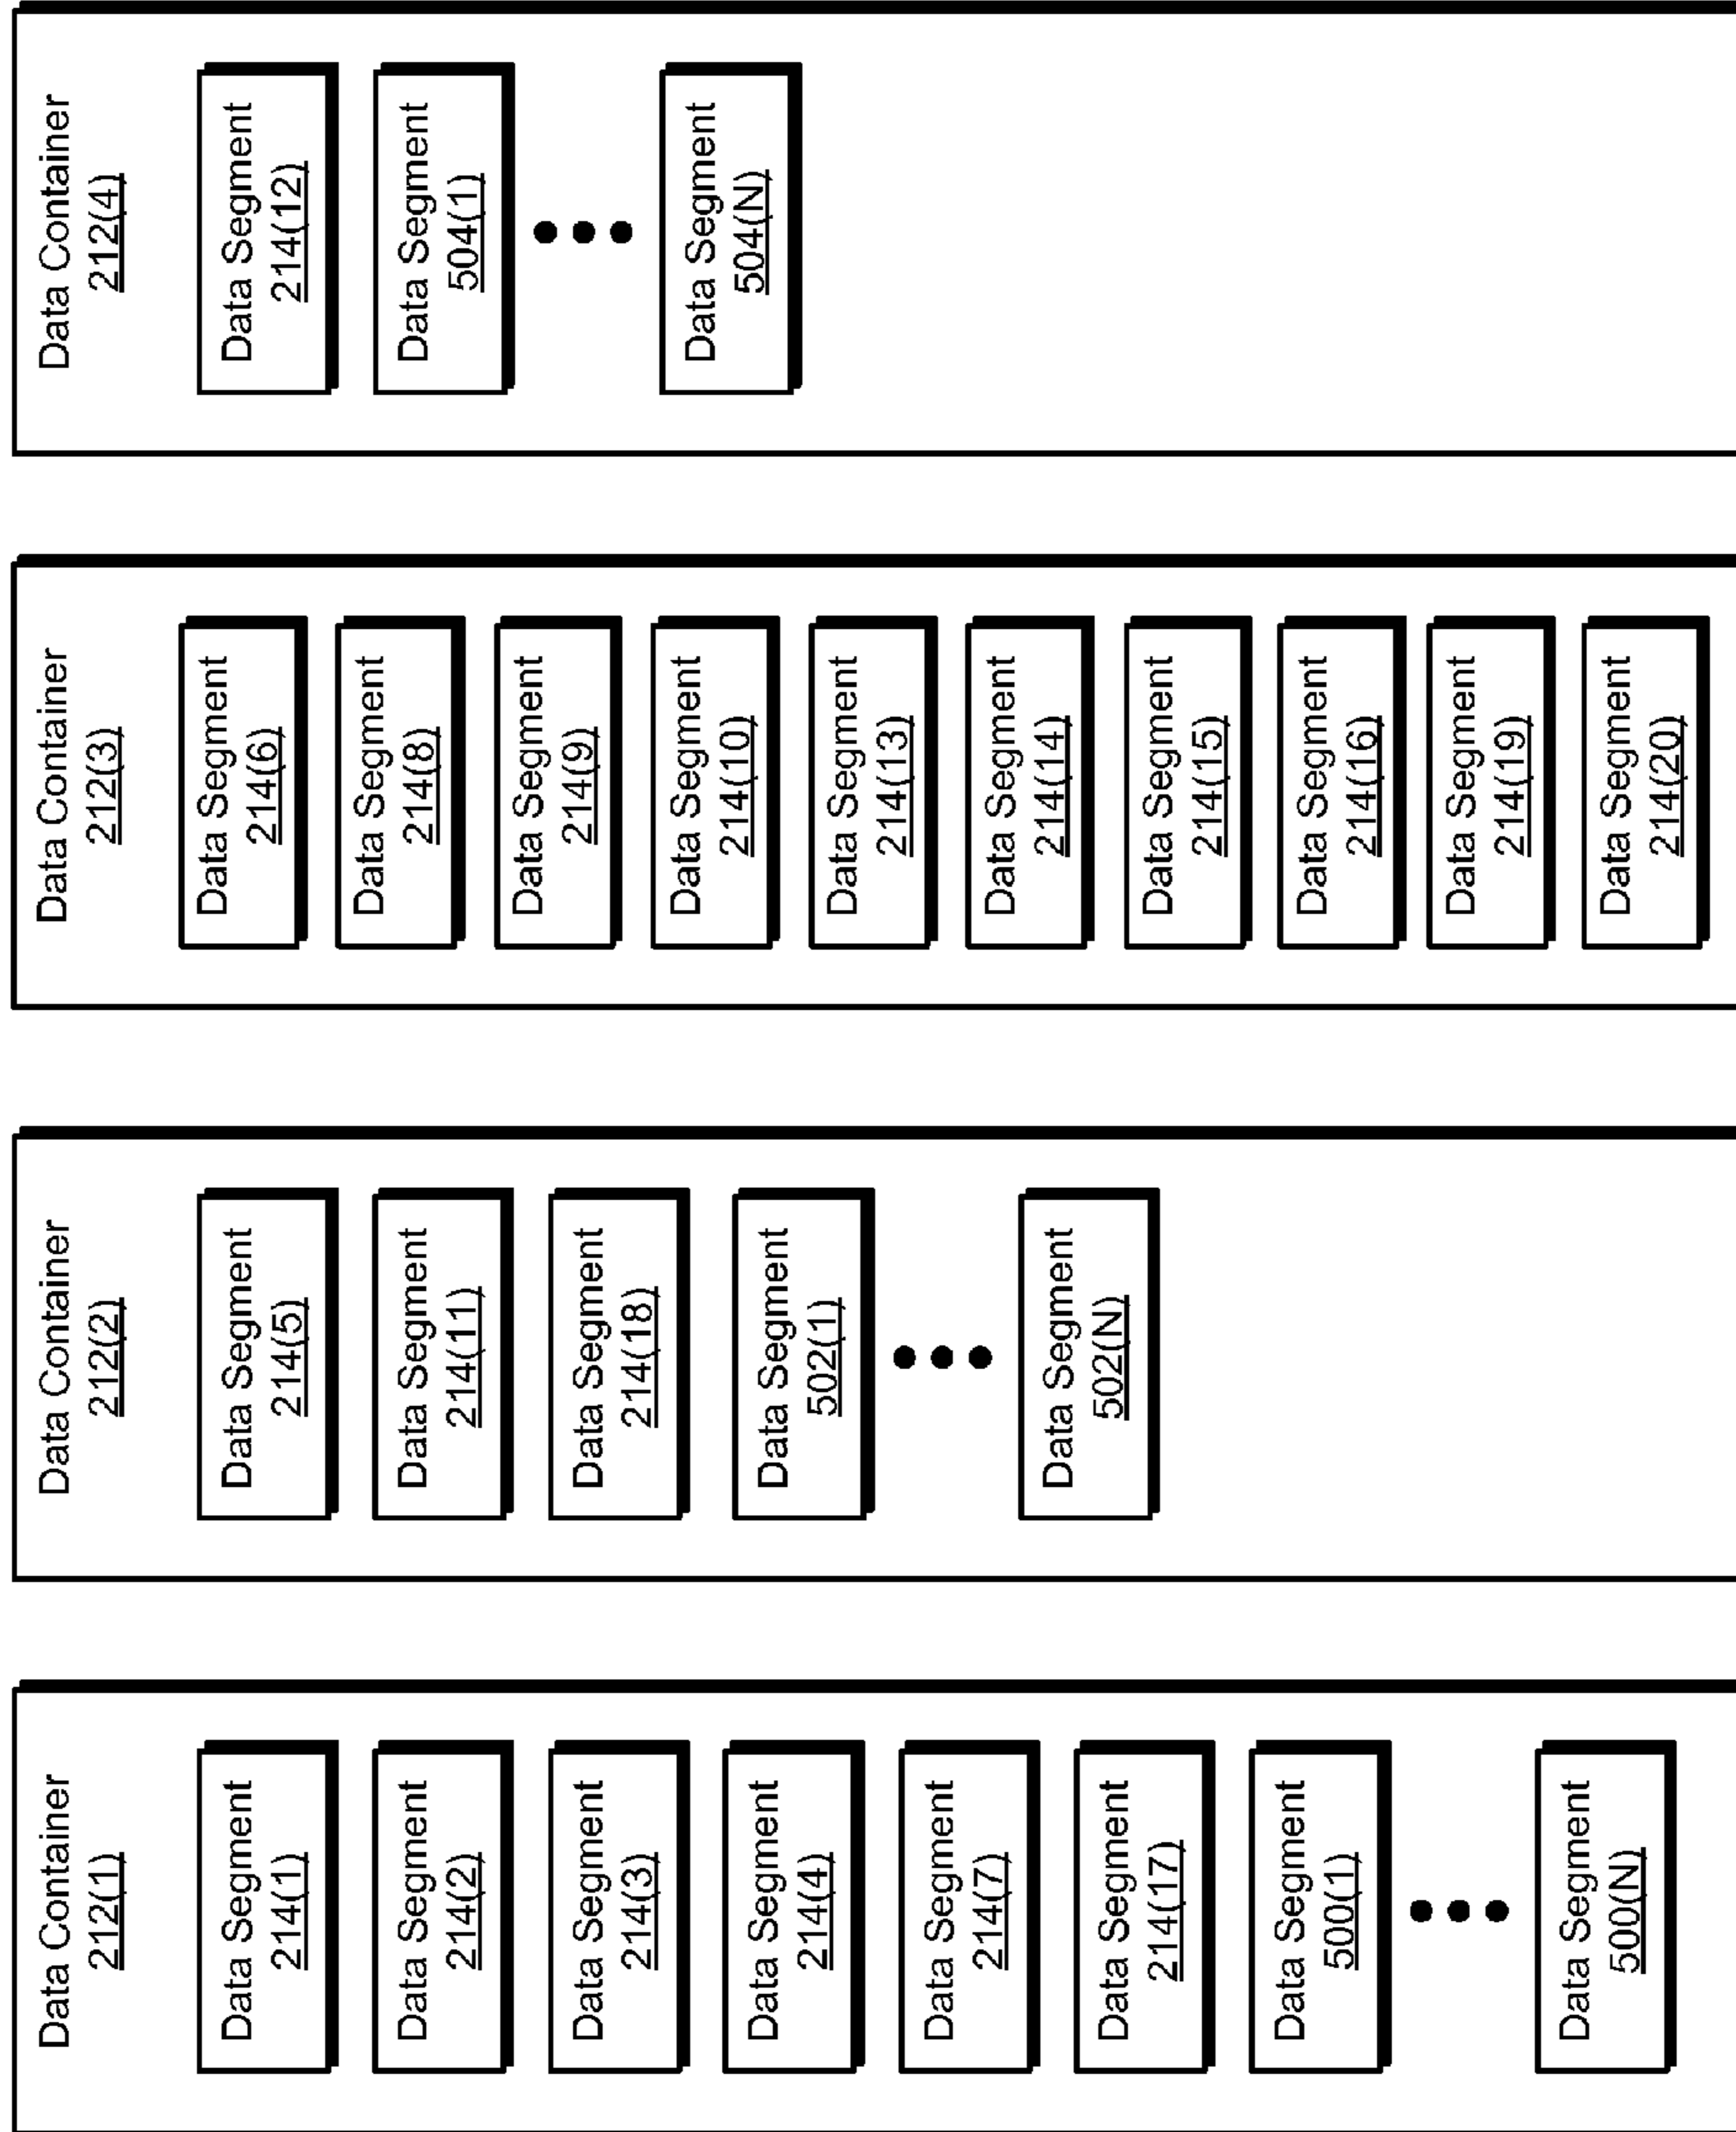 Data Container
212(1)
Data Segment
214(1)
Data Segment
214(2)
Data Segment
214(3)
Data Segment
214(4)
Data Segment
214(7)
Data Segment
214(17)
Data Segment
500(1)
Data Segment
500(N)
Data Container
212(2)
Data Segment
214(5)
Data Segment
214(11)
Data Segment
214(18)
Data Segment
502(1)
Data Segment
502(N)
Data Container
212(3)
Data Segment
214(6)
Data Segment
214(8)
Data Segment
214(9)
Data Segment
214(10)
Data Segment
214(13)
Data Segment
214(14)
Data Segment
214(15)
Data Segment
214(16)
Data Segment
214(19)
Data Segment
214(20)
Data Container
212(4)
Data Segment
214(12)
Data Segment
504(1)
Data Segment
504(N)